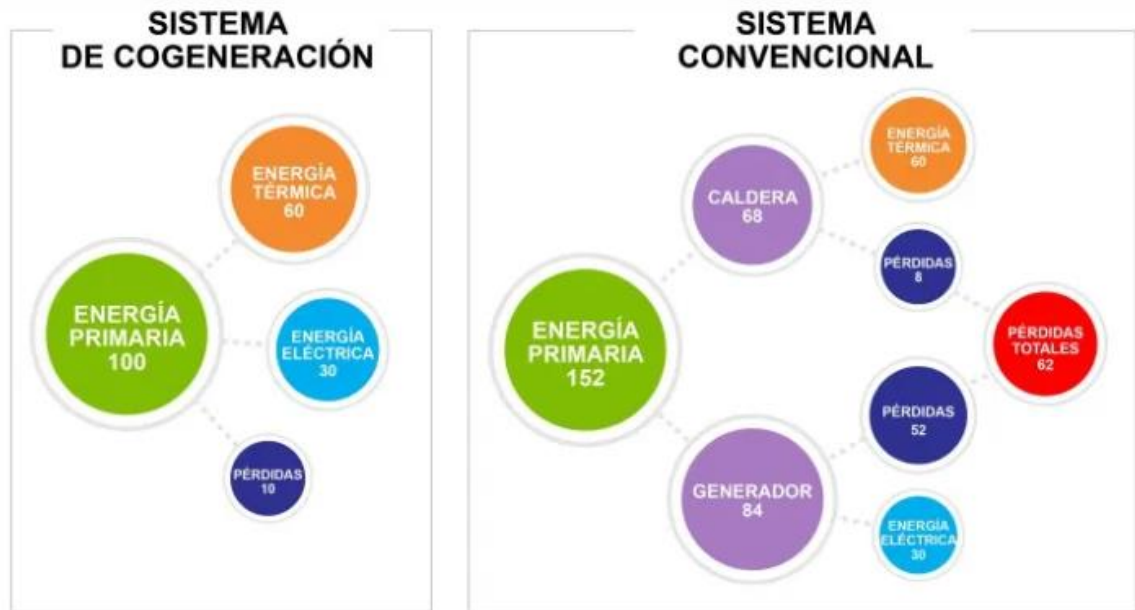 SISTEMA
DE COGENERACIÓN
ENERGÍA
TÉRMICA
60
ENERGÍA
PRIMARIA
100
ENERGÍA
ELÉCTRICA
30
PÉRDIDAS
10
SISTEMA
CONVENCIONAL
ENERGÍA
TÉRMICA
60
CALDERA
68
PÉRDIDAS
8
ENERGÍA
PRIMARIA
152
PÉRDIDAS
TOTALES
62
PÉRDIDAS
52
GENERADOR
84
ENERGÍA
ELÉCTRICA
30